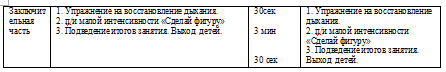 Заключит
ельная
часть
1. Упражнение на восстановление дыхания.
2. ц/и малой интенсивности «Сделай фигуру»
3. Подведение итогов занятия. Выход детей.
30сек
3 мин
30 сек
1. Упражнение на восстановление
дыхания.
2. ц/и малой интенсивности
«Сделай фигуру»
3. Подведение итогов занятия.
Выход детей.